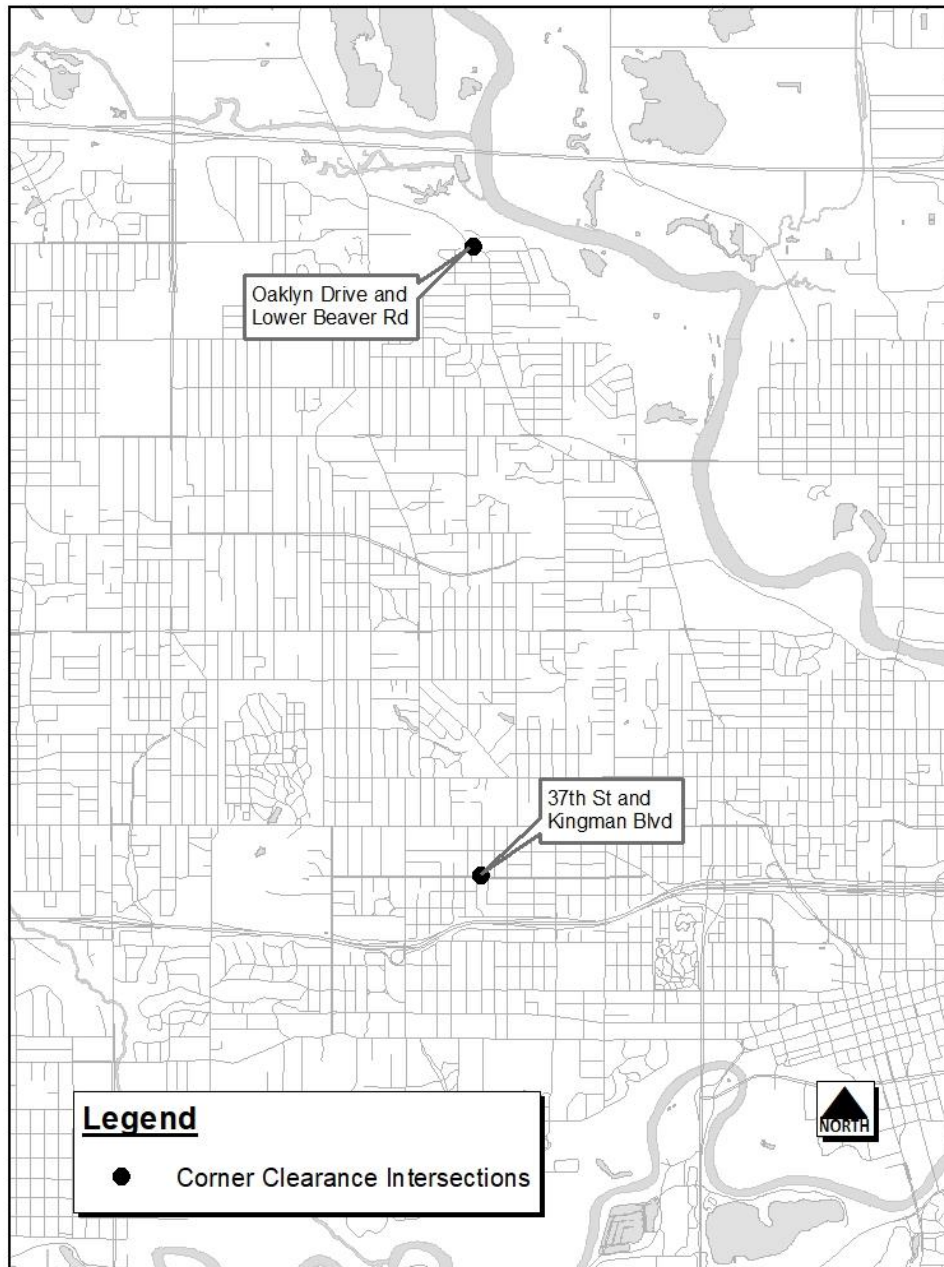 Oaklyn Drive and
Lower Beaver Rd
37th St and
Kingman Blvd
Legend
Corner Clearance Intersections
NORTH